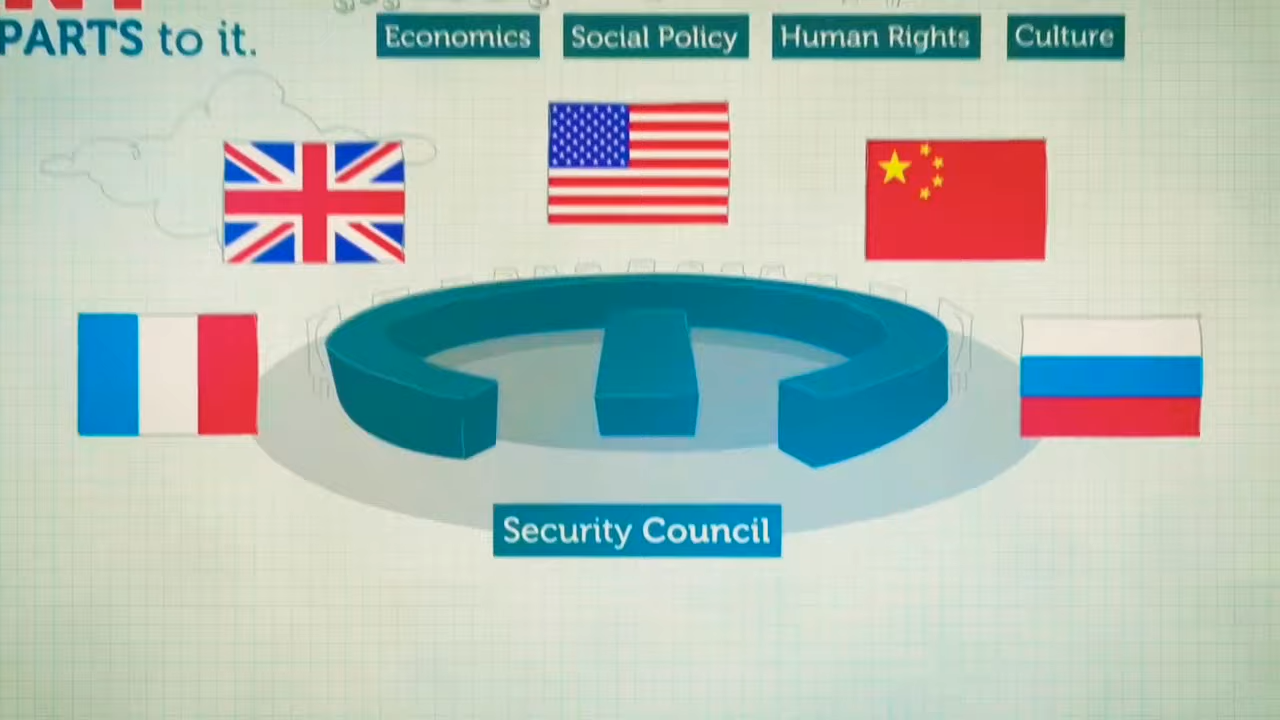 PARTS to it.
Economics
Social Policy
Human Rights
Culture
Security Council